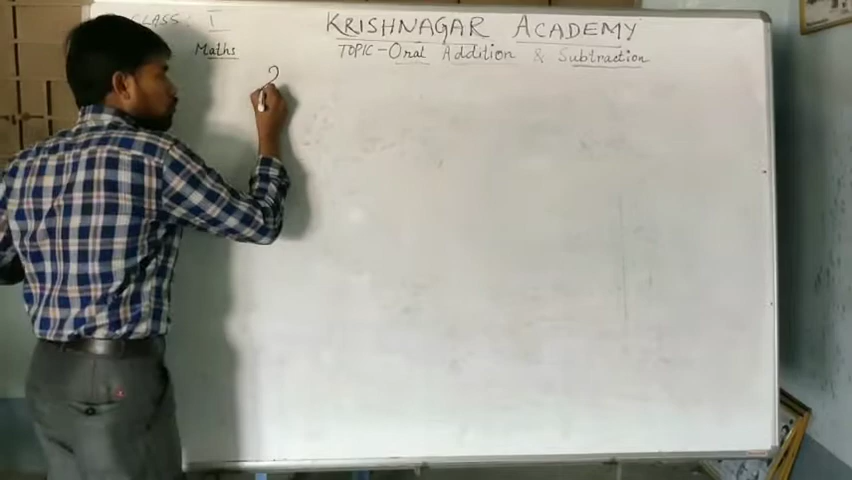 CLASS : I
KRISHNAGAR ACADEMY
Maths
TOPIC - Oral Addition & Subtraction
2